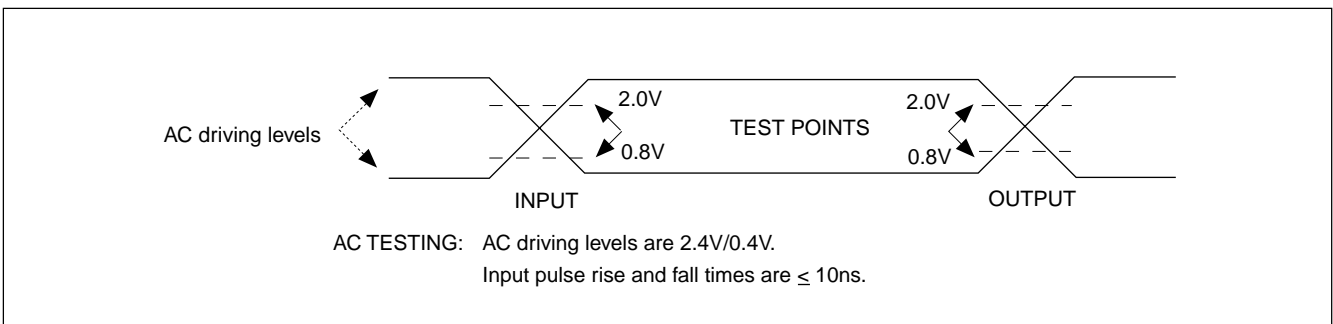 2.0V
2.0V
AC driving levels
TEST POINTS
0.8V
0.8V
INPUT
OUTPUT
AC TESTING: AC driving levels are 2.4V/0.4V.
Input pulse rise and fall times are ≤ 10ns.